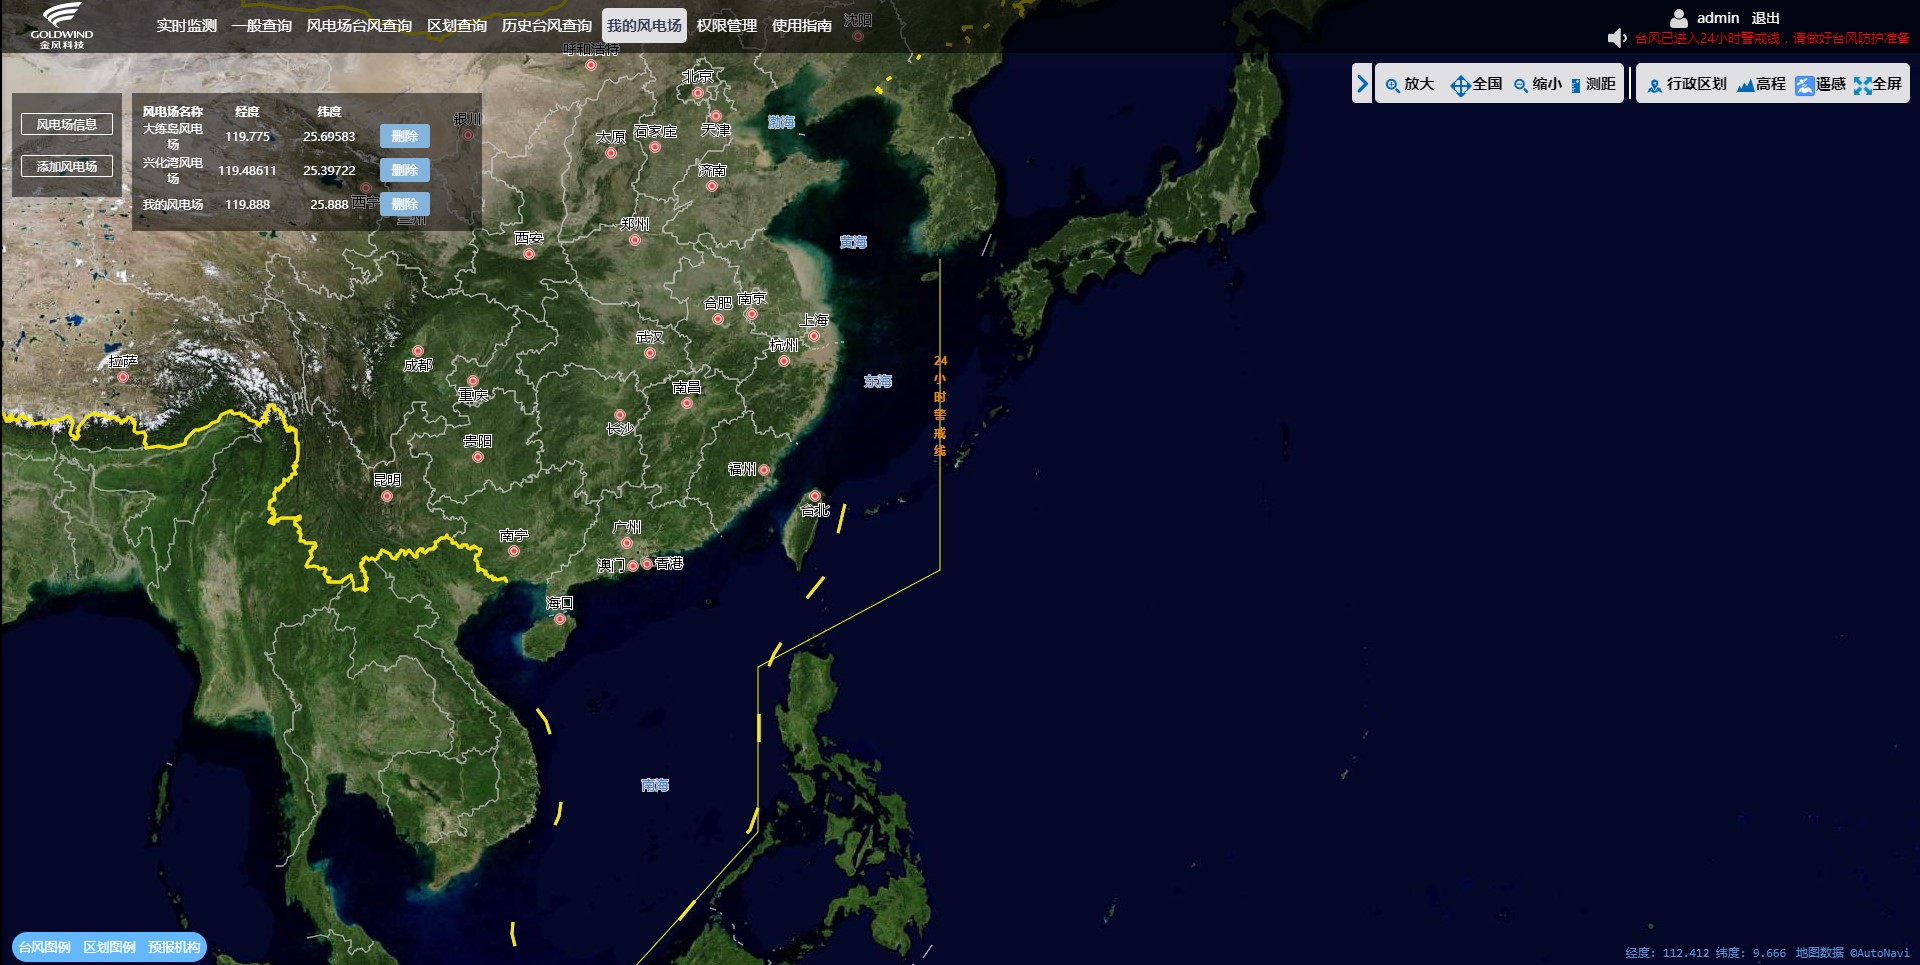 GOLDWIND
金风科技
实时监测 一般查询 风电场台风查询 区划查询 历史台风查询 我的风电场 权限管理 使用指南
admin 退出
台风已进入24小时警戒线，请做好台风防护准备
放大 全国 缩小 测距 行政区划 高程 遥感 全屏
风电场信息
添加风电场
风电场名称 经度 纬度
大练岛风电场 119.775 25.69583 删除
兴化湾风电场 119.48611 25.39722 删除
我的风电场 119.888 25.888 删除
沈阳
呼和浩特
北京
天津
渤海
银川
太原
石家庄
济南
西宁
兰州
郑州
西安
黄海
合肥
南京
上海
武汉
杭州
拉萨
成都
重庆
南昌
东海
24小时警戒线
长沙
贵阳
福州
昆明
台北
南宁
广州
澳门
香港
海口
南海
台风图例 区划图例 预报机构
经度: 112.412 纬度: 9.666 地图数据 ©AutoNavi